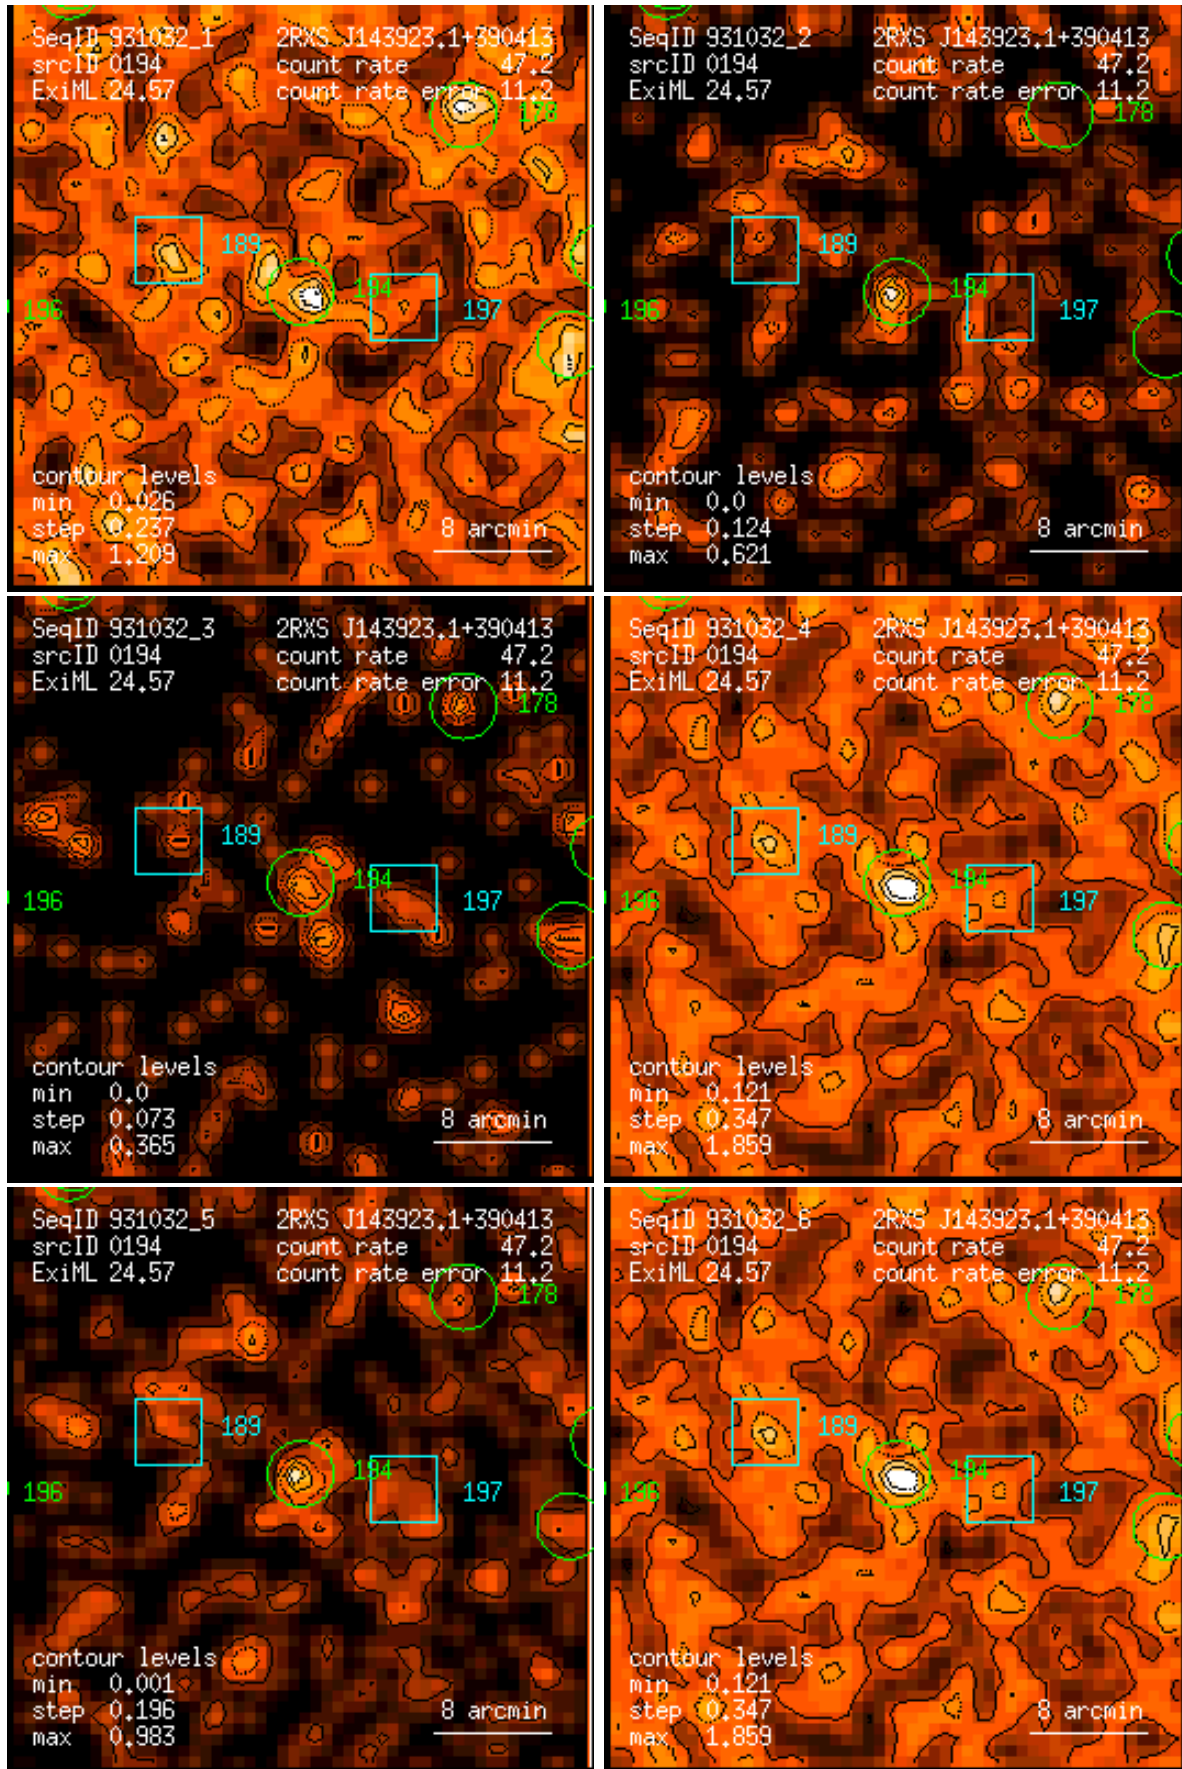 SeqID 931032_1 2RXS J143923.1+390413
srcID 0194 count rate 47.2
ExiML 24.57 count rate error 11.2
178
189
194
196 197
contour levels
min 0.026
step 0.237 8 arcmin
max 1.209
SeqID 931032_2 2RXS J143923.1+390413
srcID 0194 count rate 47.2
ExiML 24.57 count rate error 11.2
178
189
194
196 197
contour levels
min 0.0
step 0.124 8 arcmin
max 0.621
SeqID 931032_3 2RXS J143923.1+390413
srcID 0194 count rate 47.2
ExiML 24.57 count rate error 11.2
178
189
194
196 197
contour levels
min 0.0
step 0.073 8 arcmin
max 0.365
SeqID 931032_4 2RXS J143923.1+390413
srcID 0194 count rate 47.2
ExiML 24.57 count rate error 11.2
178
189
194
196 197
contour levels
min 0.121
step 0.347 8 arcmin
max 1.859
SeqID 931032_5 2RXS J143923.1+390413
srcID 0194 count rate 47.2
ExiML 24.57 count rate error 11.2
178
189
194
196 197
contour levels
min 0.001
step 0.196 8 arcmin
max 0.983
SeqID 931032_6 2RXS J143923.1+390413
srcID 0194 count rate 47.2
ExiML 24.57 count rate error 11.2
178
189
194
196 197
contour levels
min 0.121
step 0.347 8 arcmin
max 1.859